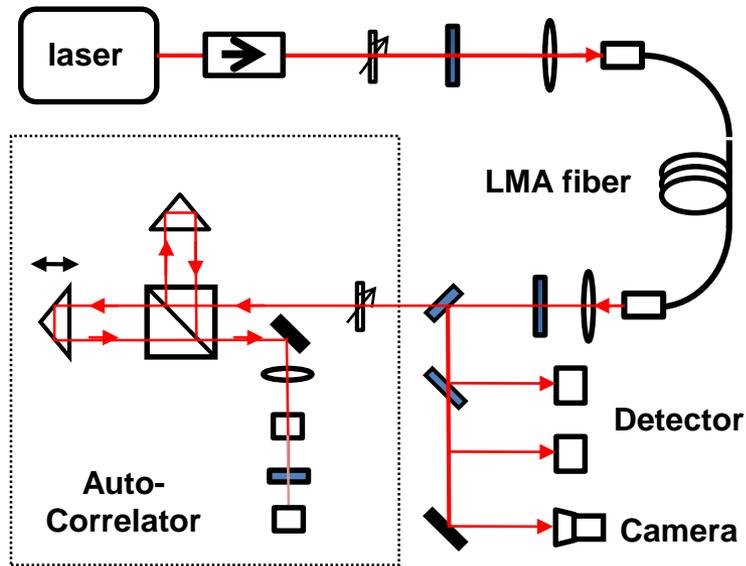 laser
LMA fiber
Detector
Auto-
Correlator
Camera